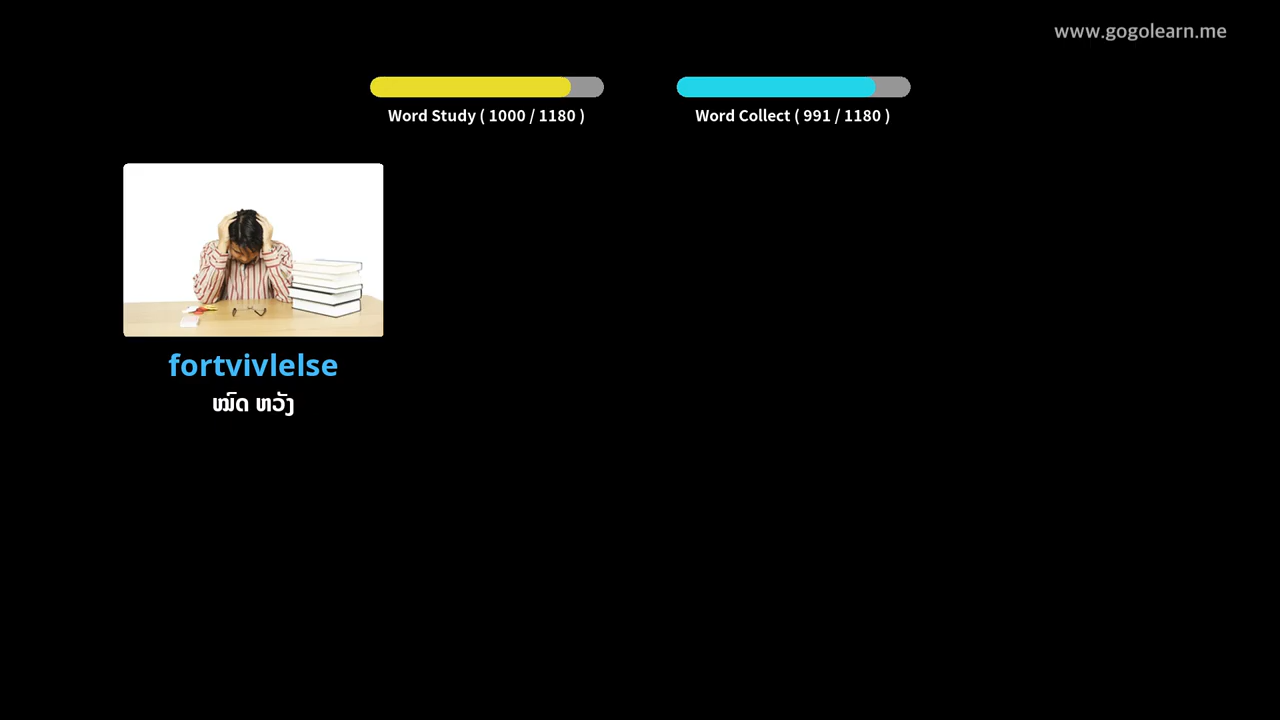 www.gogolearn.me
Word Study ( 1000 / 1180 )
Word Collect ( 991 / 1180 )
fortvivlelse
ໝົດ ຫວັງ